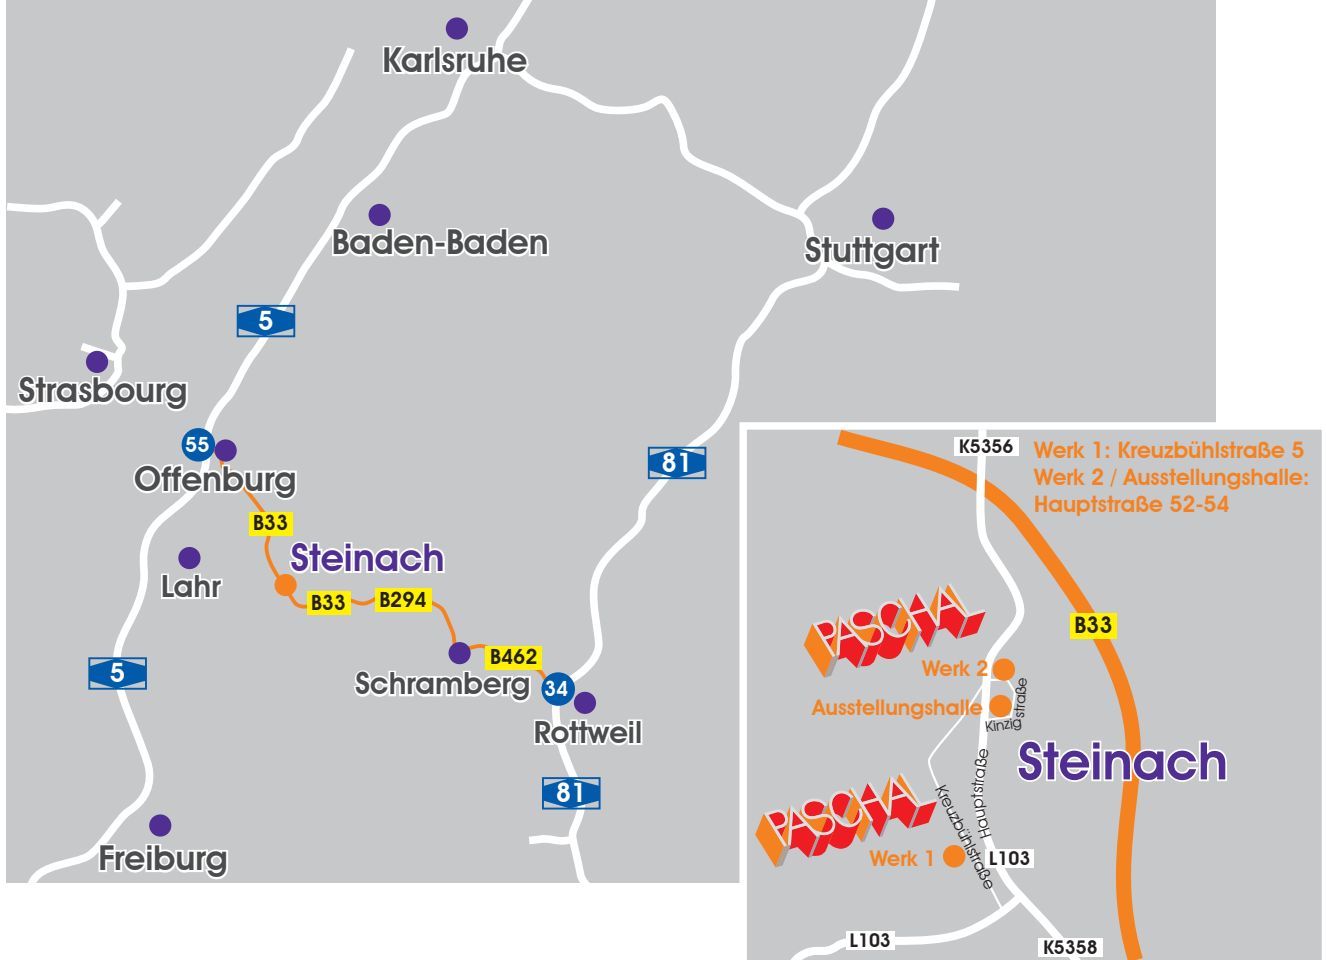 Karlsruhe
Baden-Baden
Stuttgart
5
Strasbourg
55
Offenburg
81
B33
Steinach
Lahr
B33
B294
5
B462
Schramberg
34
Rottweil
81
Freiburg
K5356
Werk 1: Kreuzbühlstraße 5
Werk 2 / Ausstellungshalle:
Hauptstraße 52-54
B33
PASCHAL
Werk 2
Ausstellungshalle
Kinzigstraße
Steinach
Hauptstraße
PASCHAL
Kreuzbühlstraße
Werk 1
L103
L103
K5358